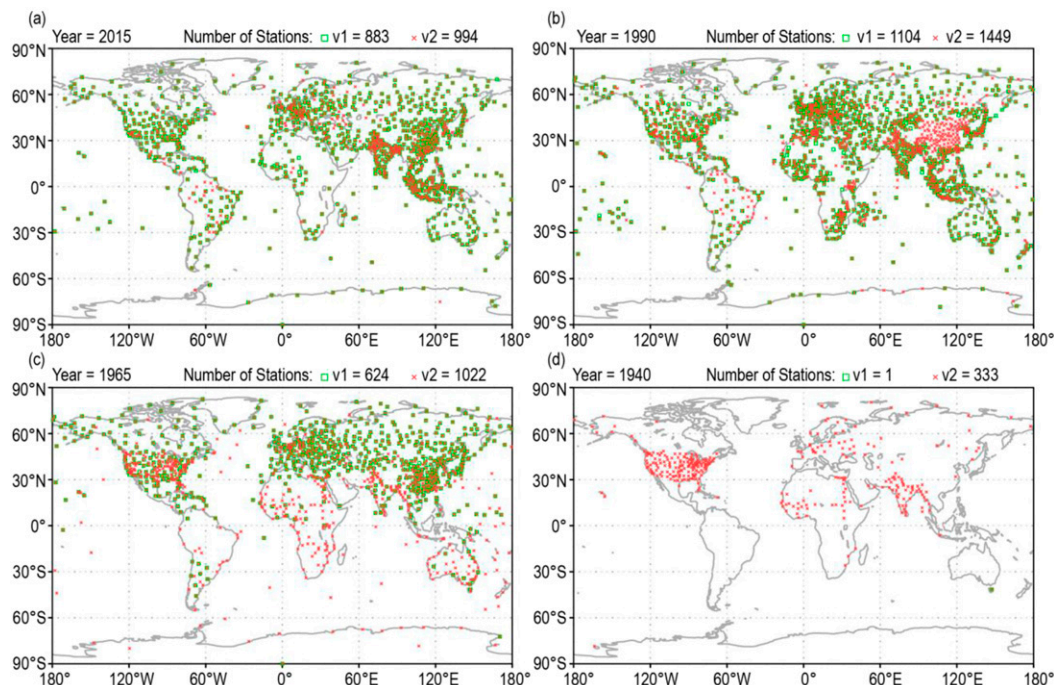 (a)
Year = 2015 Number of Stations: v1 = 883 v2 = 994
90°N
60°N
30°N
0°
30°S
60°S
90°S
180° 120°W 60°W 0° 60°E 120°E 180°
(b)
Year = 1990 Number of Stations: v1 = 1104 v2 = 1449
90°N
60°N
30°N
0°
30°S
60°S
90°S
180° 120°W 60°W 0° 60°E 120°E 180°
(c)
Year = 1965 Number of Stations: v1 = 624 v2 = 1022
90°N
60°N
30°N
0°
30°S
60°S
90°S
180° 120°W 60°W 0° 60°E 120°E 180°
(d)
Year = 1940 Number of Stations: v1 = 1 v2 = 333
90°N
60°N
30°N
0°
30°S
60°S
90°S
180° 120°W 60°W 0° 60°E 120°E 180°